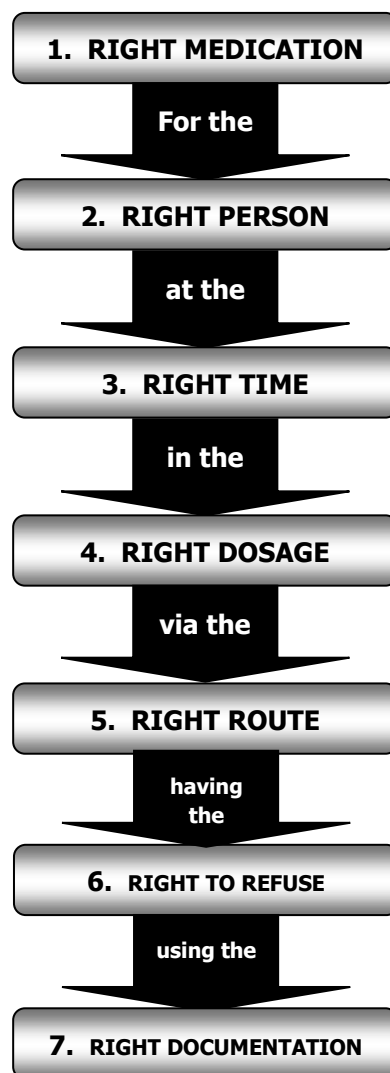 1. RIGHT MEDICATION
For the
2. RIGHT PERSON
at the
3. RIGHT TIME
in the
4. RIGHT DOSAGE
via the
5. RIGHT ROUTE
having
the
6. RIGHT TO REFUSE
using the
7. RIGHT DOCUMENTATION